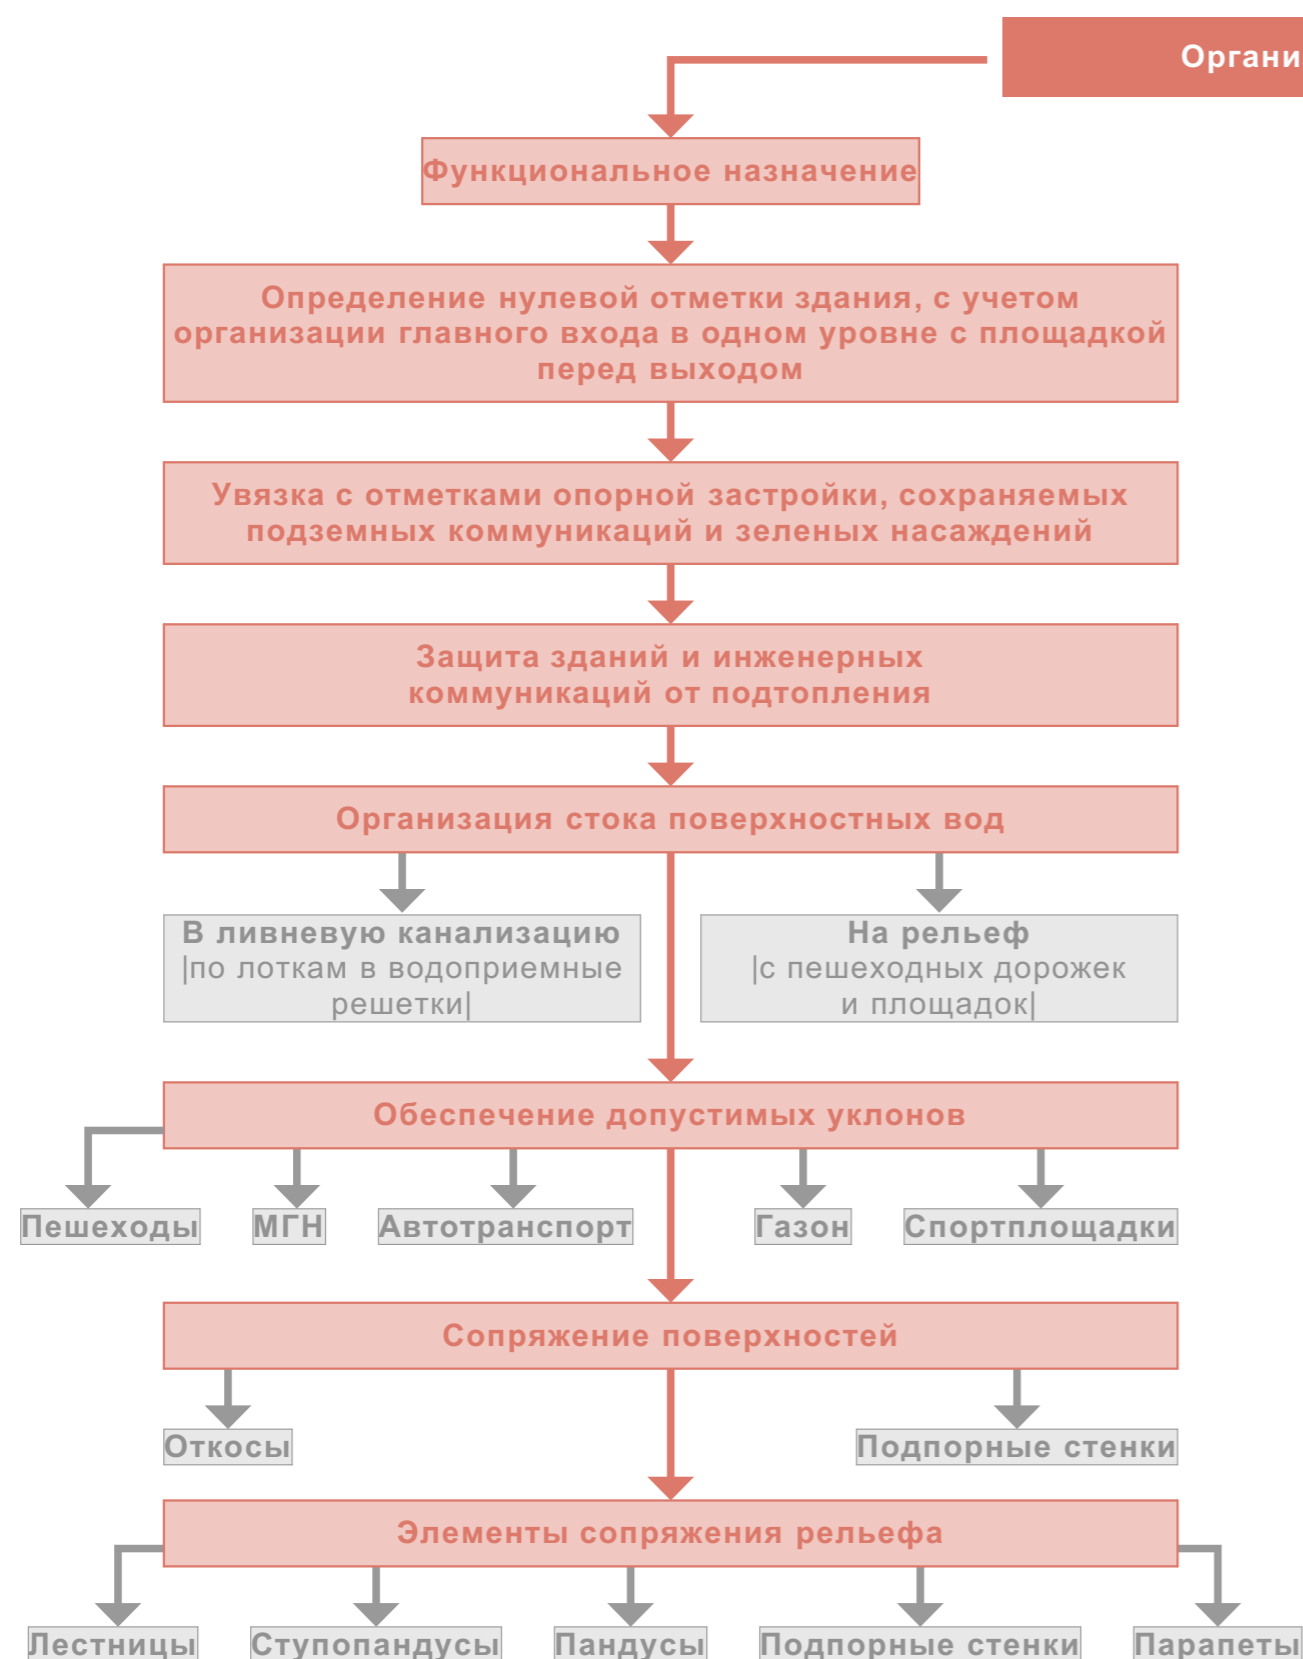 Органи
Функциональное назначение
Определение нулевой отметки здания, с учетом
организации главного входа в одном уровне с площадкой
перед выходом
Увязка с отметками опорной застройки, сохраняемых
подземных коммуникаций и зеленых насаждений
Защита зданий и инженерных
коммуникаций от подтопления
Организация стока поверхностных вод
В ливневую канализацию
|по лоткам в водоприемные
решетки|
На рельеф
|с пешеходных дорожек
и площадок|
Обеспечение допустимых уклонов
Пешеходы
МГН
Автотранспорт
Газон
Спортплощадки
Сопряжение поверхностей
Откосы
Подпорные стенки
Элементы сопряжения рельефа
Лестницы
Ступопандусы
Пандусы
Подпорные стенки
Парапеты